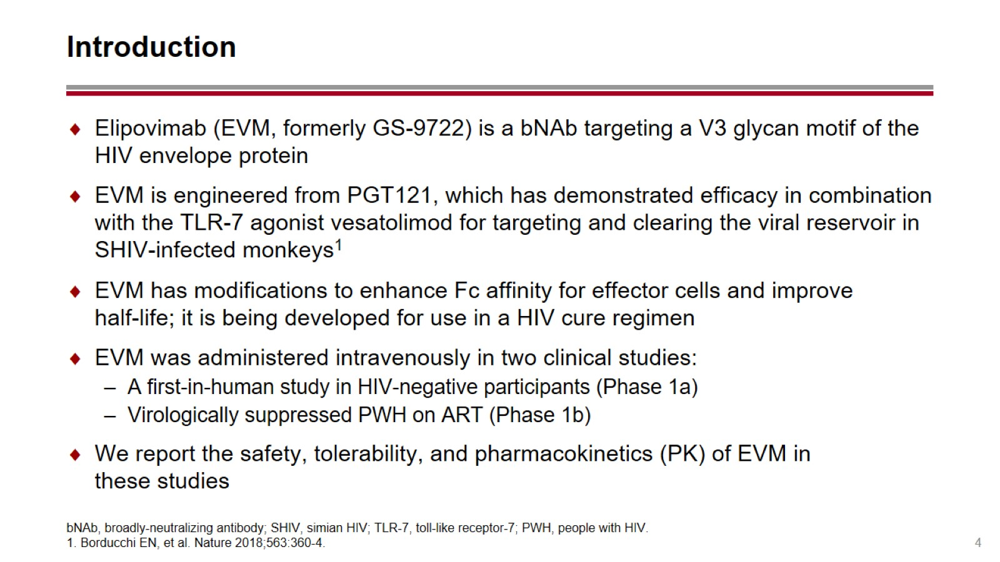 Introduction
♦ Elipovimab (EVM, formerly GS-9722) is a bNAb targeting a V3 glycan motif of the
HIV envelope protein
♦ EVM is engineered from PGT121, which has demonstrated efficacy in combination
with the TLR-7 agonist vesatolimod for targeting and clearing the viral reservoir in
SHIV-infected monkeys¹
♦ EVM has modifications to enhance Fc affinity for effector cells and improve
half-life; it is being developed for use in a HIV cure regimen
♦ EVM was administered intravenously in two clinical studies:
– A first-in-human study in HIV-negative participants (Phase 1a)
– Virologically suppressed PWH on ART (Phase 1b)
♦ We report the safety, tolerability, and pharmacokinetics (PK) of EVM in
these studies
bNAb, broadly-neutralizing antibody; SHIV, simian HIV; TLR-7, toll-like receptor-7; PWH, people with HIV.
1. Borducchi EN, et al. Nature 2018;563:360-4.
4